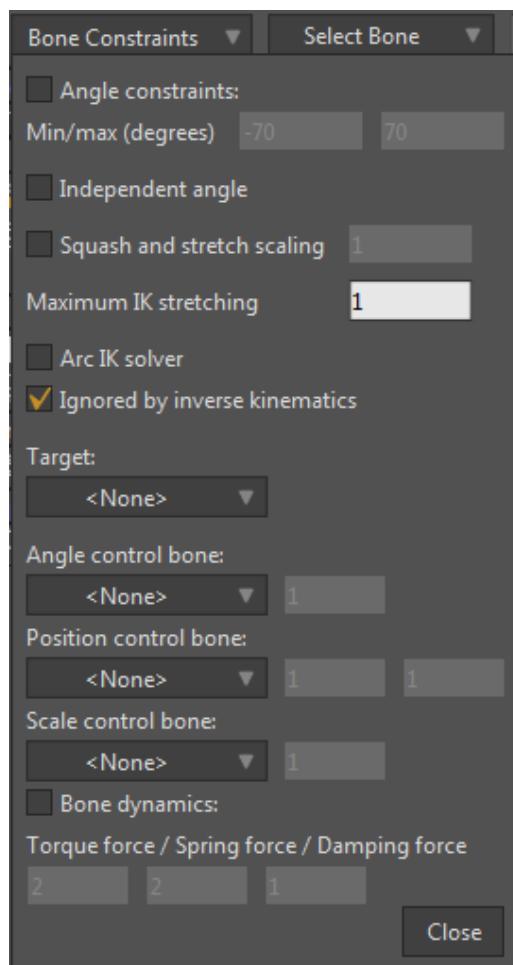 Bone Constraints Select Bone
Angle constraints:
Min/max (degrees) -70 70
Independent angle
Squash and stretch scaling 1
Maximum IK stretching 1
Arc IK solver
Ignored by inverse kinematics
Target:
<None>
Angle control bone:
<None> 1
Position control bone:
<None> 1 1
Scale control bone:
<None> 1
Bone dynamics:
Torque force / Spring force / Damping force
2 2 1
Close